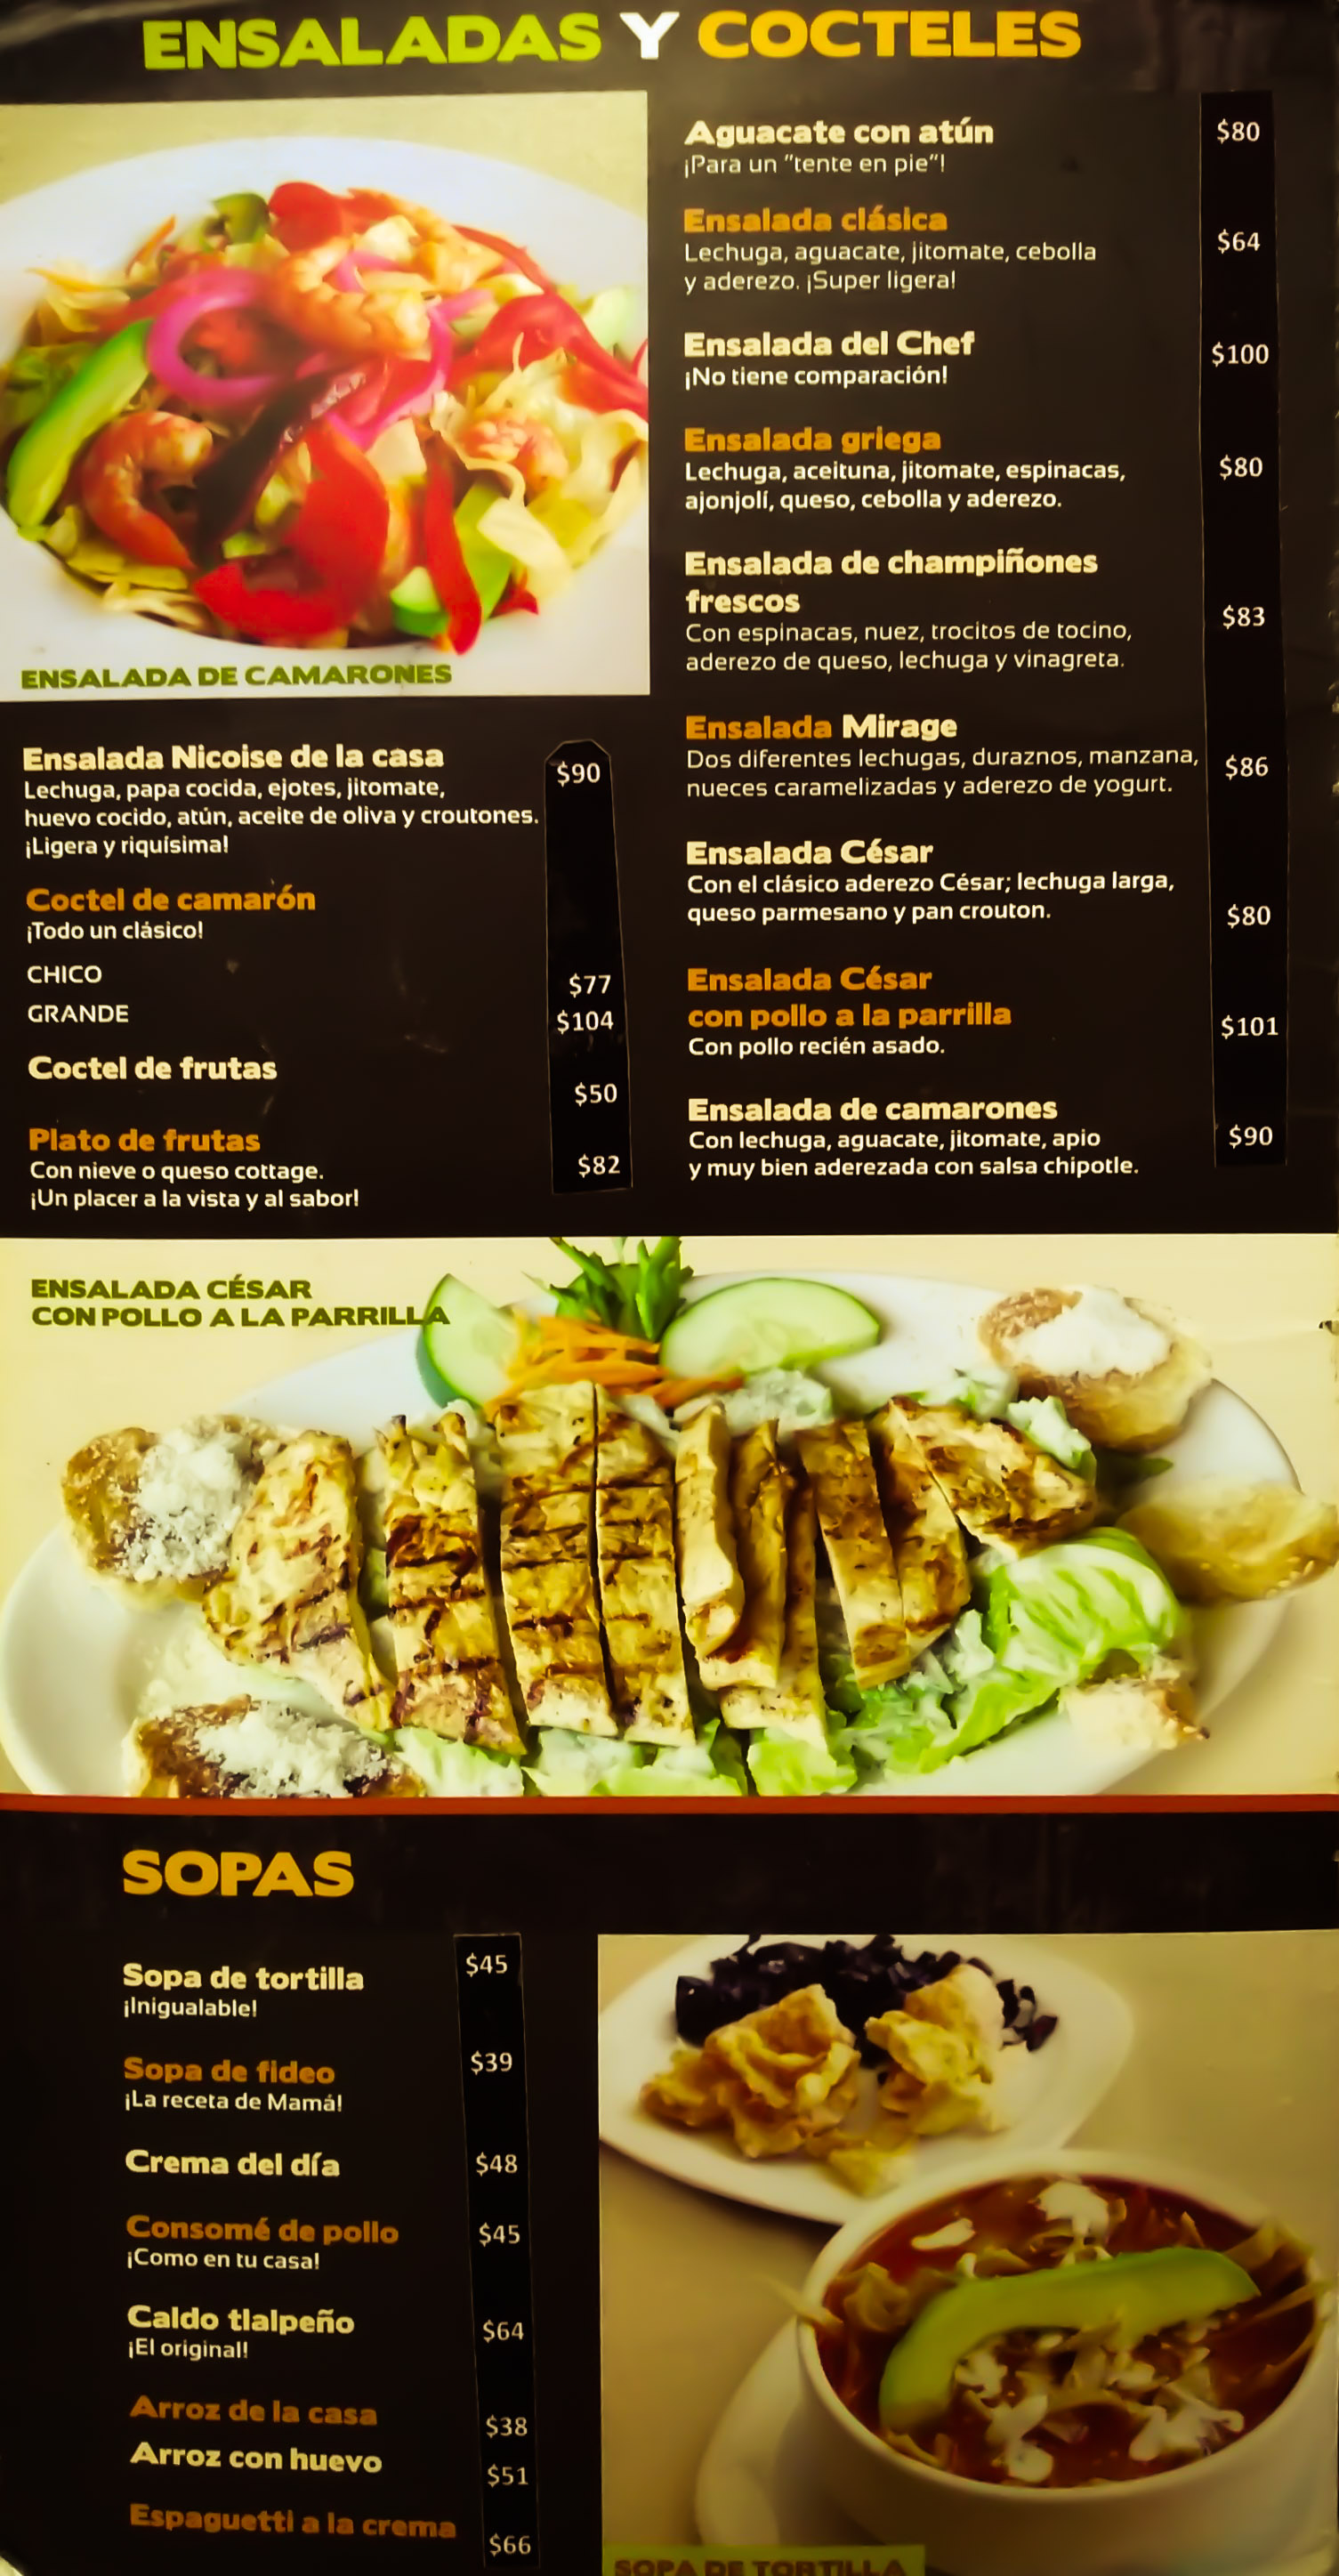 ENSALADAS Y COCTELES
ENSALADA DE CAMARONES
Ensalada Nicoise de la casa $90
Lechuga, papa cocida, ejotes, jitomate,
huevo cocido, atún, aceite de oliva y croutones.
¡Ligera y riquísima!
Coctel de camarón
¡Todo un clásico!
CHICO $77
GRANDE $104
Coctel de frutas $50
Plato de frutas $82
Con nieve o queso cottage.
¡Un placer a la vista y al sabor!
Aguacate con atún $80
¡Para un "tente en pie"!
Ensalada clásica $64
Lechuga, aguacate, jitomate, cebolla
y aderezo. ¡Super ligera!
Ensalada del Chef $100
¡No tiene comparación!
Ensalada griega $80
Lechuga, aceituna, jitomate, espinacas,
ajonjolí, queso, cebolla y aderezo.
Ensalada de champiñones
frescos $83
Con espinacas, nuez, trocitos de tocino,
aderezo de queso, lechuga y vinagreta.
Ensalada Mirage $86
Dos diferentes lechugas, duraznos, manzana,
nueces caramelizadas y aderezo de yogurt.
Ensalada César $80
Con el clásico aderezo César; lechuga larga,
queso parmesano y pan crouton.
Ensalada César
con pollo a la parrilla $101
Con pollo recién asado.
Ensalada de camarones $90
Con lechuga, aguacate, jitomate, apio
y muy bien aderezada con salsa chipotle.
ENSALADA CÉSAR
CON POLLO A LA PARRILLA
SOPAS
Sopa de tortilla $45
¡Inigualable!
Sopa de fideo $39
¡La receta de Mamá!
Crema del día $48
Consomé de pollo $45
¡Como en tu casa!
Caldo tlalpeño $64
¡El original!
Arroz de la casa $38
Arroz con huevo $51
Espaguetti a la crema $66
SOPA DE TORTILLA